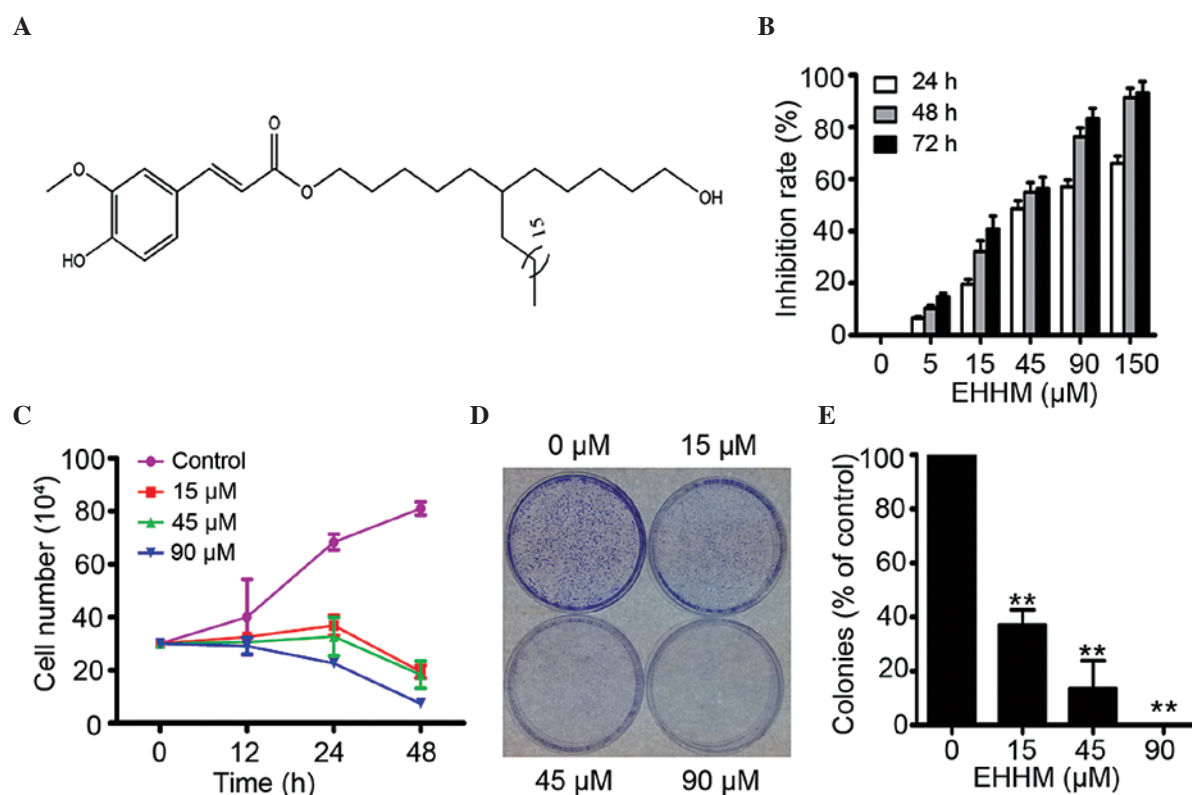 A
O
O
O
HO
OH
15
B
Inhibition rate (%)
100
80
60
40
20
0
24 h
48 h
72 h
0 5 15 45 90 150
EHHM (µM)
C
Cell number (10⁴)
100
80
60
40
20
0
Control
15 µM
45 µM
90 µM
0 12 24 48
Time (h)
D
0 µM 15 µM
45 µM 90 µM
E
Colonies (% of control)
100
80
60
40
20
0
**
**
**
0 15 45 90
EHHM (µM)